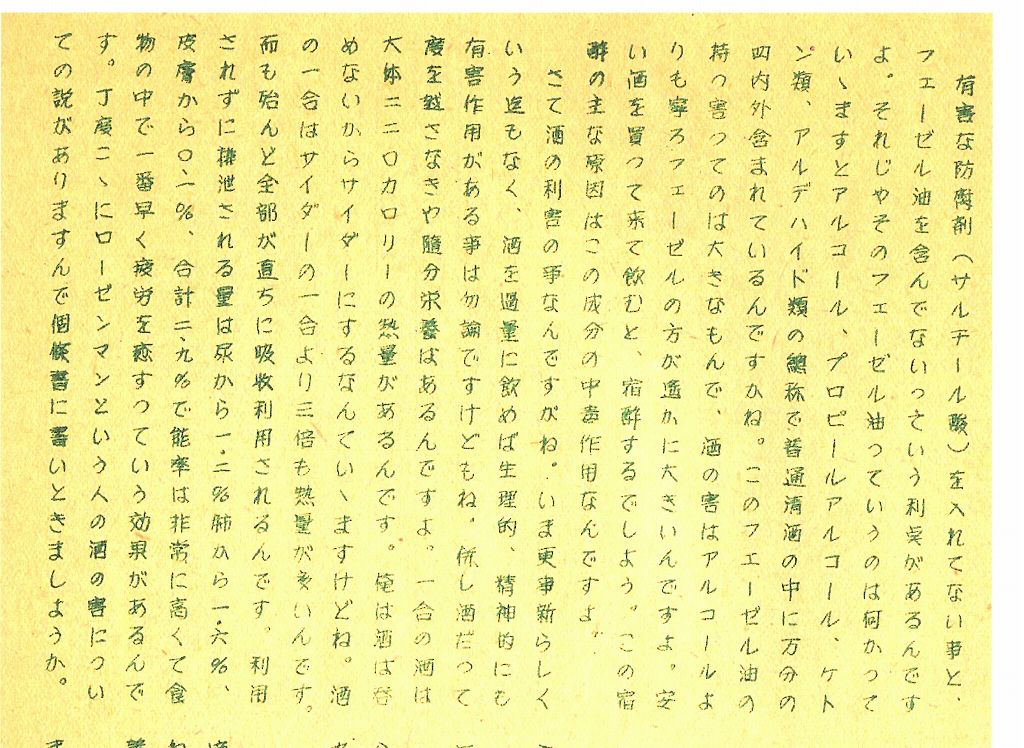 有害な防腐剤（サルチール酸）を入れてない事と、
フェーゼル油を含んでないっていう利点があるんです
よ。それじやそのフェーゼル油っていうのは何かって
いゝますとアルコール、プロピールアルコール、ケト
ン類、アルデハイド類の総称で普通清酒の中に万分の
四内外含まれているんですがね。このフェーゼル油の
持つ害ってのは大きなもんで、酒の害はアルコールよ
りも寧ろフェーゼルの方が遙かに大きいんですよ。安
い酒を買って来て飲むと、宿酔するでしよう。この宿
酔の主な原因はこの成分の中毒作用なんですよ。
さて酒の利害の事なんですがね。いま更事新らしく
いう迄もなく、酒を過量に飲めば生理的、精神的にも
有害作用がある事は勿論ですけどもね。併し酒だって
度を越さなきや随分栄養はあるんですよ。一合の酒は
大体二二〇カロリーの熱量があるんです。俺は酒は呑
めないからサイダーにするなんていゝますけどね。酒
の一合はサイダーの一合より三倍も熱量が多いんです。
而も殆んど全部が直ちに吸收利用されるんです。利用
されずに排泄される量は尿から一.二%肺から一.六%、
皮膚から〇.一%、合計二.九%で能率は非常に高くて食
物の中で一番早く疲労を癒すっていう効果があるんで
す。丁度こゝにローゼンマンという人の酒の害につい
ての説がありますんで個條書に書いときましようか。